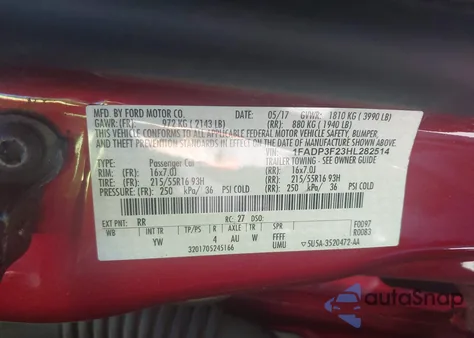 MFD. BY FORD MOTOR CO.
DATE: 05/17 GVWR: 1810 KG ( 3990 LB)
GAWR: (FR): 972 KG ( 2143 LB) (RR): 880 KG ( 1940 LB)
THIS VEHICLE CONFORMS TO ALL APPLICABLE FEDERAL MOTOR VEHICLE SAFETY, BUMPER,
AND THEFT PREVENTION STANDARDS IN EFFECT ON THE DATE OF MANUFACTURE SHOWN ABOVE.
VIN: 1FADP3F23HL282514
TYPE: Passenger Car TRAILER TOWING - SEE OWNER GUIDE
RIM: (FR): 16x7.0J (RR): 16x7.0J
TIRE: (FR): 215/55R16 93H (RR): 215/55R16 93H
PRESSURE: (FR): 250 kPa/ 36 PSI COLD (RR): 250 kPa/ 36 PSI COLD
EXT PNT: RR RC: 27 DSO: F0097
WB INT TR TP/PS R AXLE TR SPR R0083
YW 4 AU W FFFF
3201705245166 UMU 5U5A-3520472-AA
autoSnap